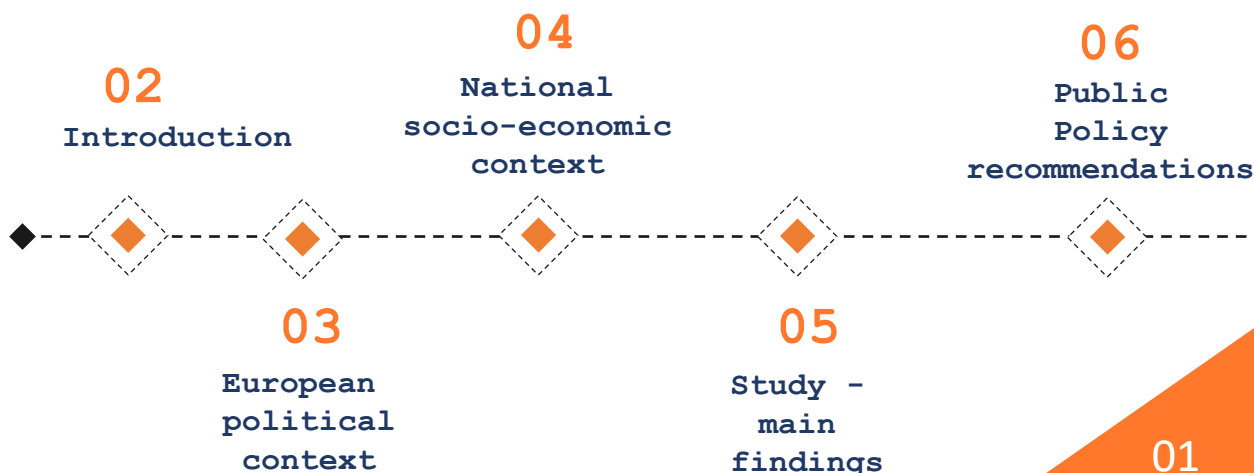 02
Introduction
03
European
political
context
04
National
socio-economic
context
05
Study -
main
findings
06
Public
Policy
recommendations
01